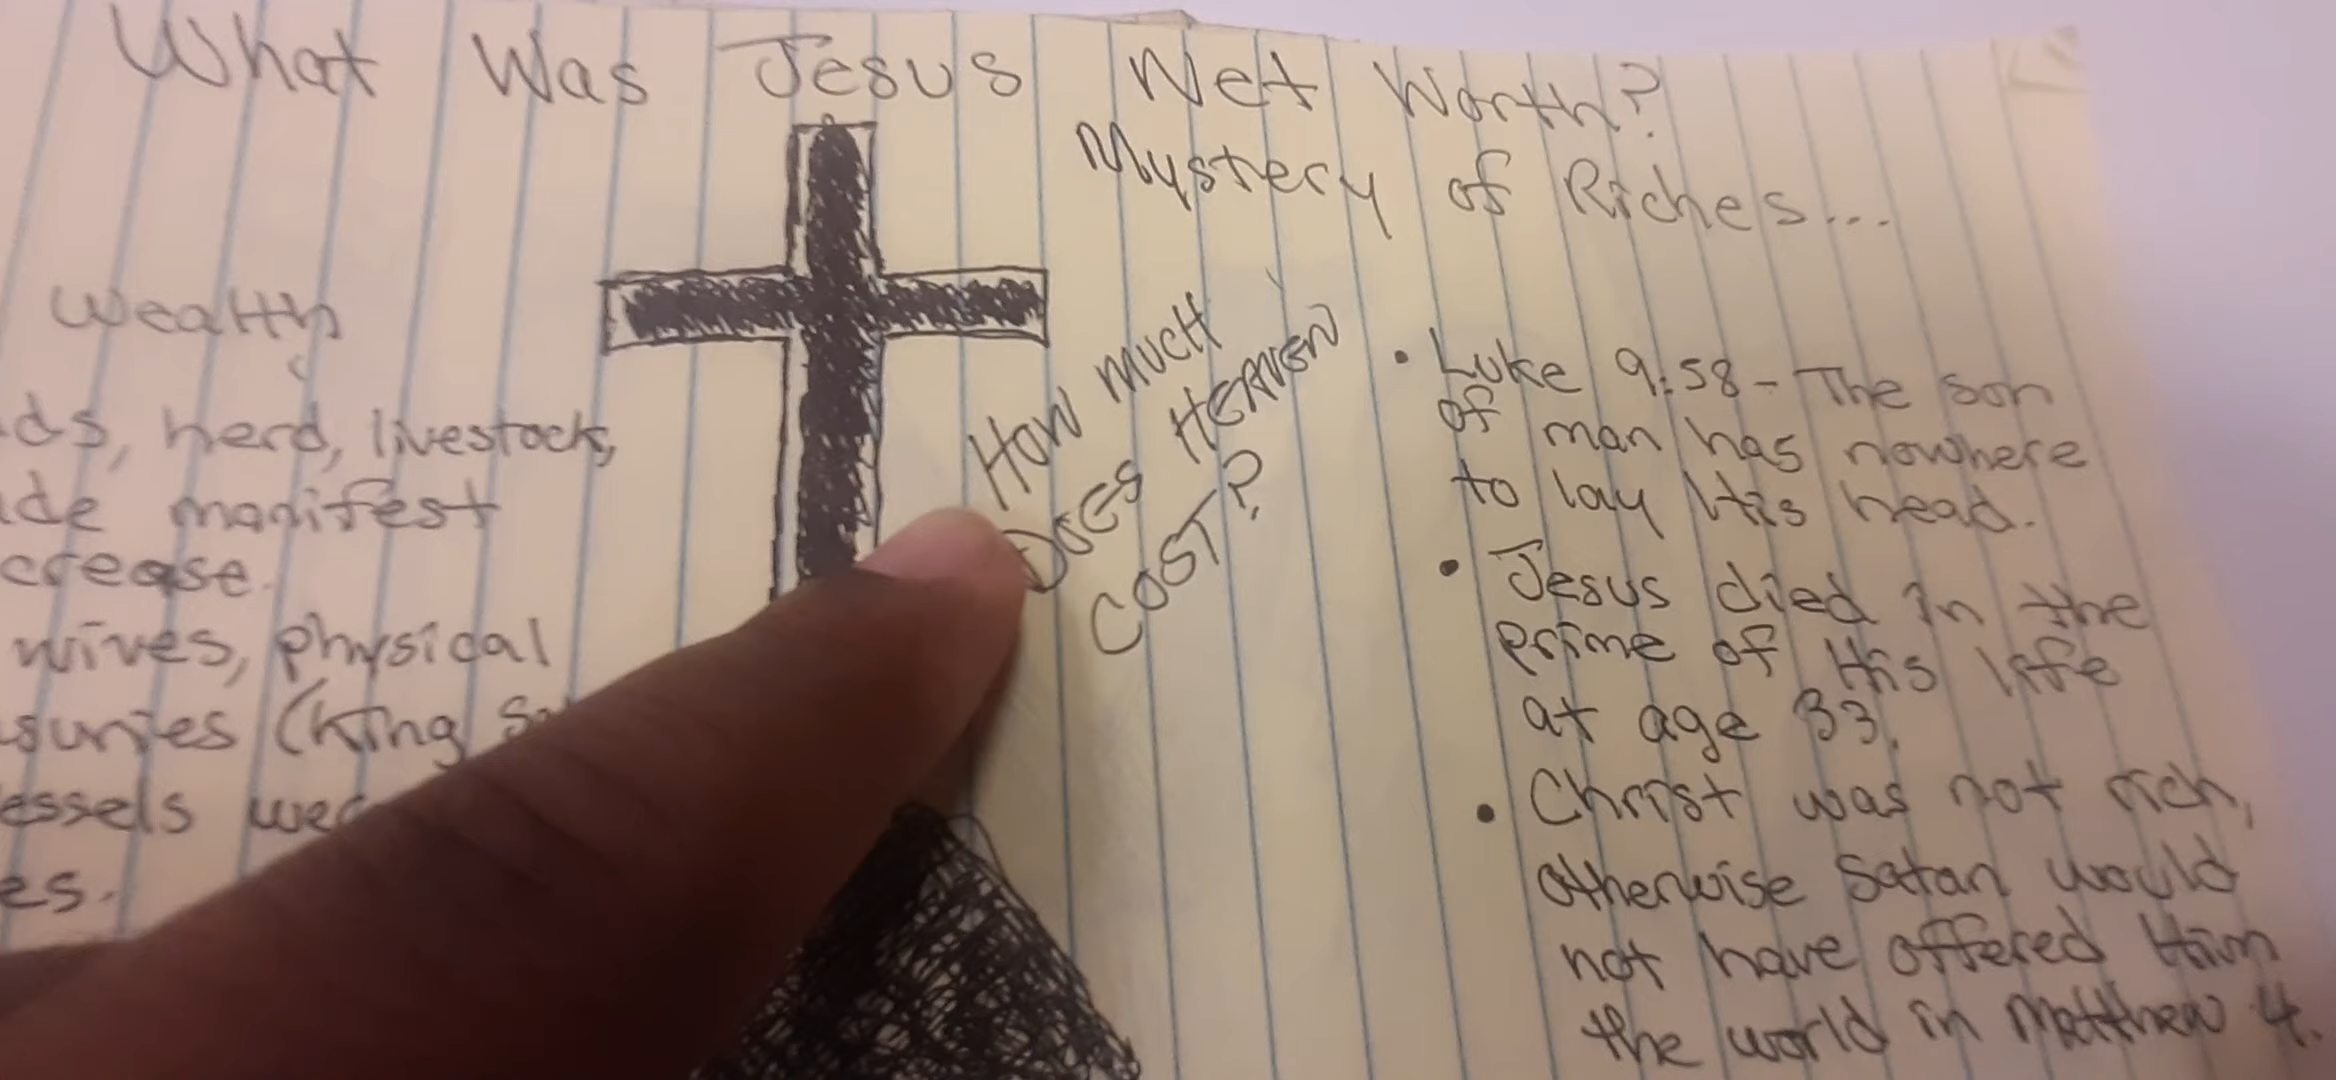 What Was Jesus Net Worth?
Mystery of Riches...
Wealth
ds, herd, livestock,
de manifest
crease.
wives, physical
suries (King
essels
es.
HOW MUCH
DOES HEAVEN
COST?
• Luke 9:58 - The son
of man has nowhere
to lay His head.
• Jesus died in the
prime of His life
at age 33.
• Christ was not rich,
otherwise Satan would
not have offered Him
the world in Matthew 4.